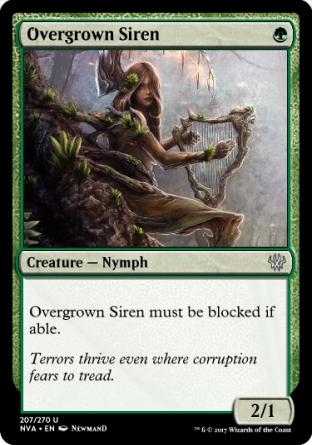 Overgrown Siren
Creature — Nymph
Overgrown Siren must be blocked if
able.
Terrors thrive even where corruption
fears to tread.
2/1
207/270 U
NVA • EN NEWMAND
™ & © 2017 Wizards of the Coast